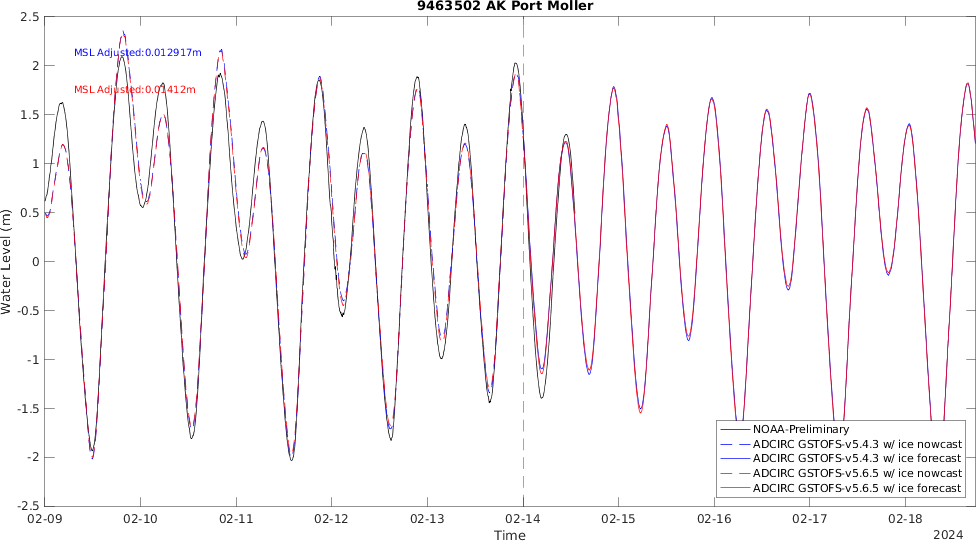 9463502 AK Port Moller
MSL Adjusted:0.012917m
MSL Adjusted:0.01412m
Water Level (m)
2.5
2
1.5
1
0.5
0
-0.5
-1
-1.5
-2
-2.5
NOAA-Preliminary
ADCIRC GSTOFS-v5.4.3 w/ ice nowcast
ADCIRC GSTOFS-v5.4.3 w/ ice forecast
ADCIRC GSTOFS-v5.6.5 w/ ice nowcast
ADCIRC GSTOFS-v5.6.5 w/ ice forecast
02-09 02-10 02-11 02-12 02-13 02-14 02-15 02-16 02-17 02-18
Time
2024